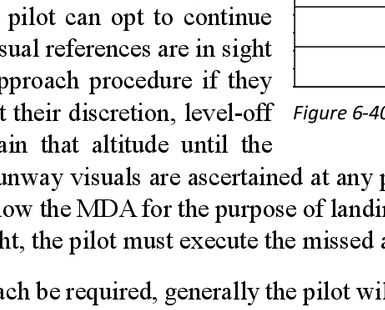 pilot can opt to continue
sual references are in sight
pproach procedure if they
t their discretion, level-off
Figure 6-40
ain that altitude until the
unway visuals are ascertained at any p
low the MDA for the purpose of landin
ht, the pilot must execute the missed a
ach be required, generally the pilot wil